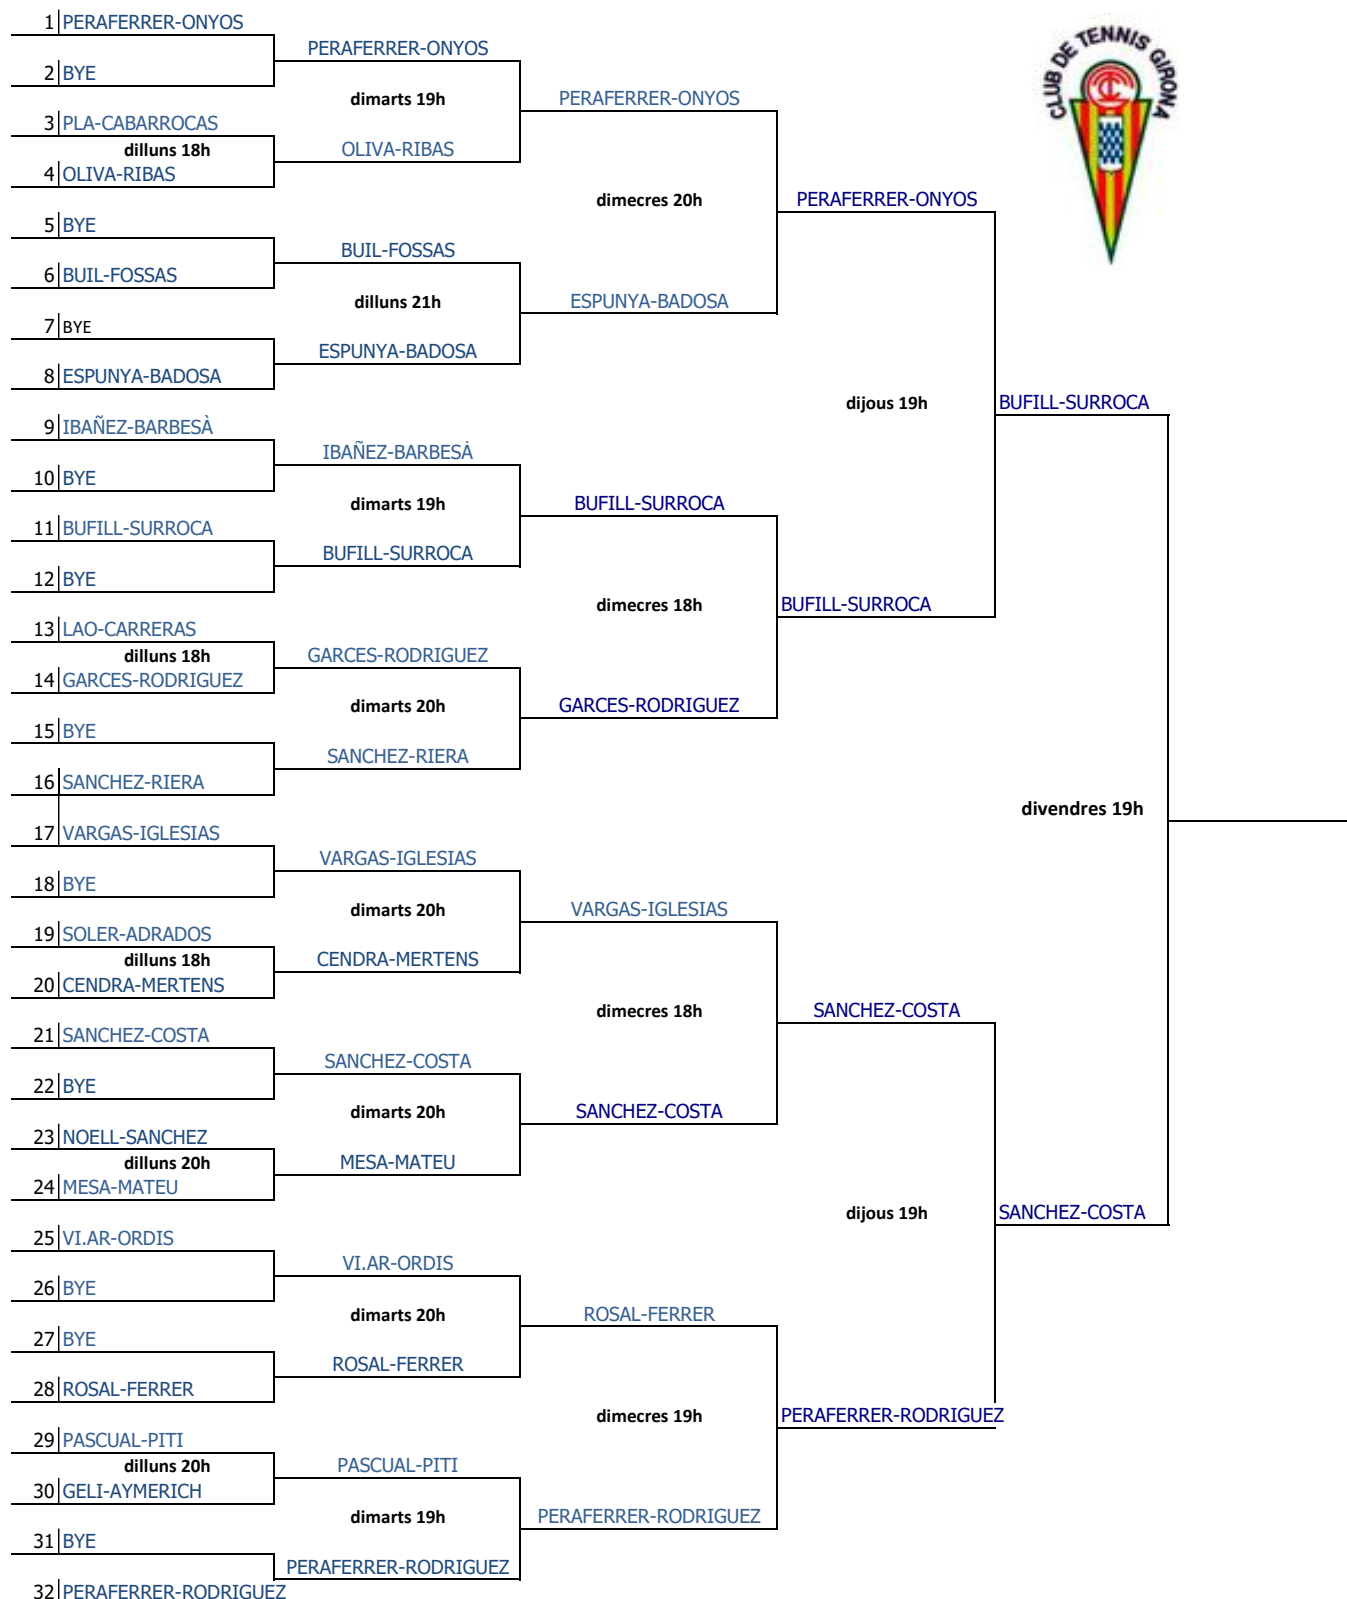 CLUB DE TENNIS GIRONA
1 PERAFERRER-ONYOS
PERAFERRER-ONYOS
2 BYE
dimarts 19h
PERAFERRER-ONYOS
3 PLA-CABARROCAS
dilluns 18h
OLIVA-RIBAS
4 OLIVA-RIBAS
dimecres 20h
PERAFERRER-ONYOS
5 BYE
BUIL-FOSSAS
6 BUIL-FOSSAS
dilluns 21h
ESPUNYA-BADOSA
7 BYE
ESPUNYA-BADOSA
8 ESPUNYA-BADOSA
dijous 19h
BUFILL-SURROCA
9 IBAÑEZ-BARBESÀ
IBAÑEZ-BARBESÀ
10 BYE
dimarts 19h
BUFILL-SURROCA
11 BUFILL-SURROCA
BUFILL-SURROCA
12 BYE
dimecres 18h
BUFILL-SURROCA
13 LAO-CARRERAS
dilluns 18h
GARCES-RODRIGUEZ
14 GARCES-RODRIGUEZ
dimarts 20h
GARCES-RODRIGUEZ
15 BYE
SANCHEZ-RIERA
16 SANCHEZ-RIERA
divendres 19h
17 VARGAS-IGLESIAS
VARGAS-IGLESIAS
18 BYE
dimarts 20h
VARGAS-IGLESIAS
19 SOLER-ADRADOS
dilluns 18h
CENDRA-MERTENS
20 CENDRA-MERTENS
dimecres 18h
SANCHEZ-COSTA
21 SANCHEZ-COSTA
SANCHEZ-COSTA
22 BYE
dimarts 20h
SANCHEZ-COSTA
23 NOELL-SANCHEZ
dilluns 20h
MESA-MATEU
24 MESA-MATEU
dijous 19h
SANCHEZ-COSTA
25 VI.AR-ORDIS
VI.AR-ORDIS
26 BYE
dimarts 20h
ROSAL-FERRER
27 BYE
ROSAL-FERRER
28 ROSAL-FERRER
dimecres 19h
PERAFERRER-RODRIGUEZ
29 PASCUAL-PITI
dilluns 20h
PASCUAL-PITI
30 GELI-AYMERICH
dimarts 19h
PERAFERRER-RODRIGUEZ
31 BYE
PERAFERRER-RODRIGUEZ
32 PERAFERRER-RODRIGUEZ